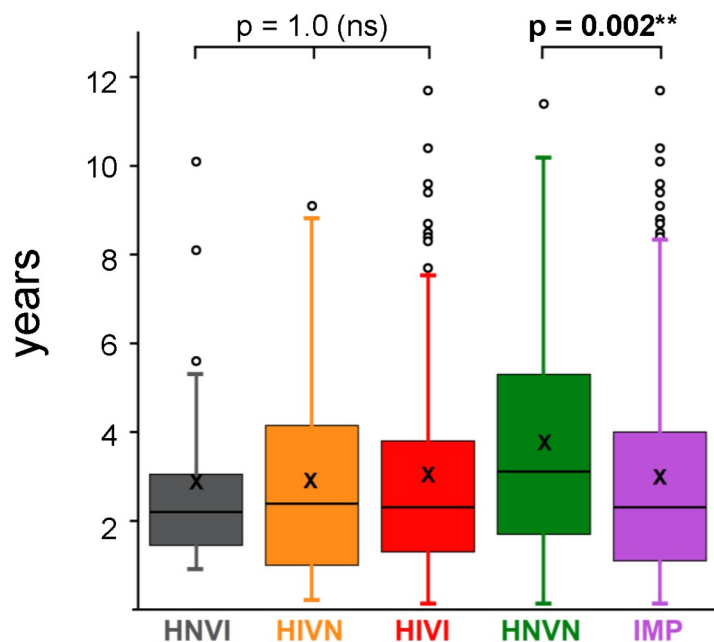 p = 1.0 (ns) p = 0.002**
12
10
8
6
4
2
years
HNVI HIVN HIVI HNVN IMP
x x x x x